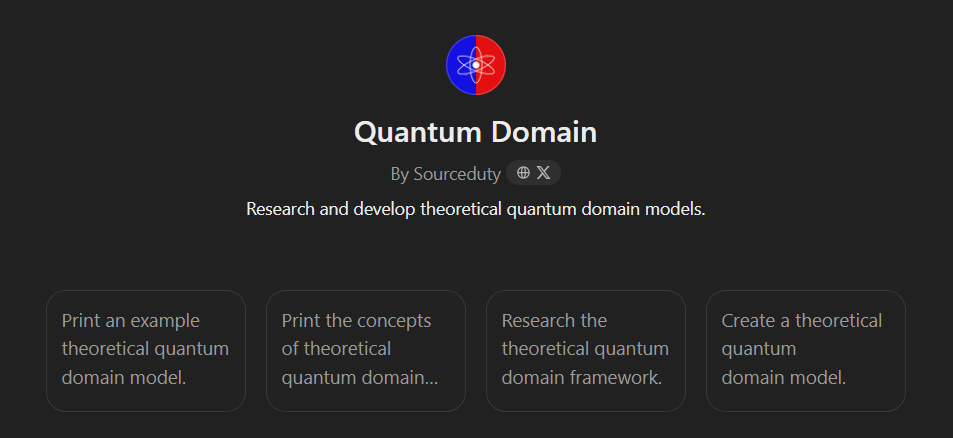 Quantum Domain
By Sourceduty
Research and develop theoretical quantum domain models.
Print an example
theoretical quantum
domain model.
Print the concepts
of theoretical
quantum domain...
Research the
theoretical quantum
domain framework.
Create a theoretical
quantum
domain model.